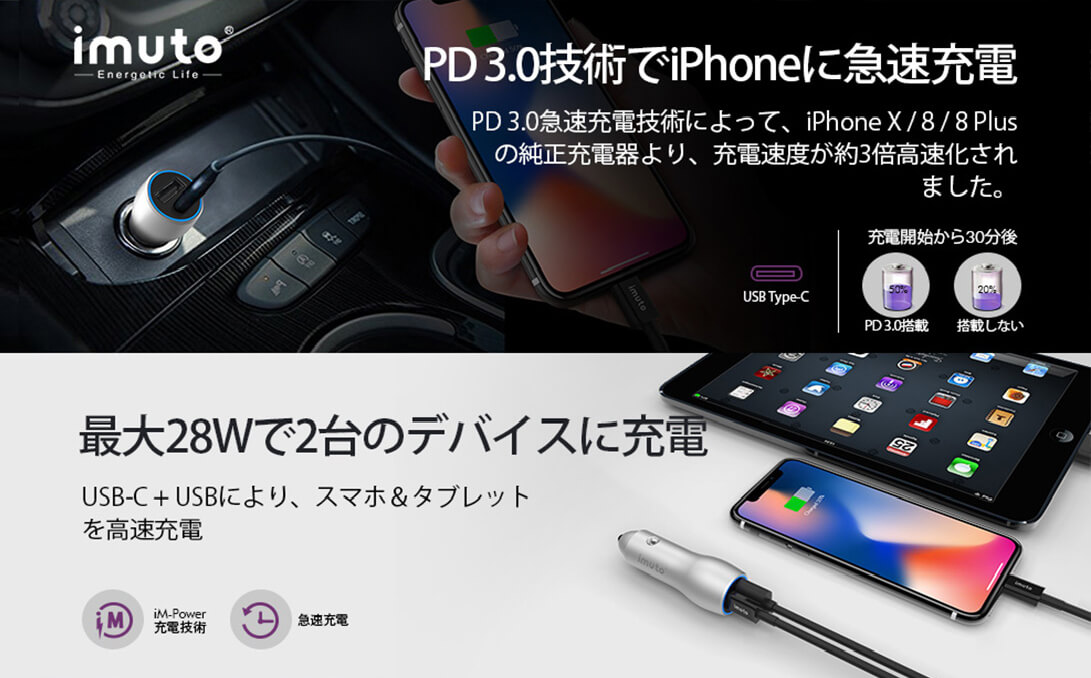 imuto®
Energetic Life
PD 3.0技術でiPhoneに急速充電
PD 3.0急速充電技術によって、iPhone X / 8 / 8 Plus
の純正充電器より、充電速度が約3倍高速化され
ました。
充電開始から30分後
USB Type-C
50%
20%
PD 3.0搭載
搭載しない
imuto
最大28Wで2台のデバイスに充電
USB-C + USBにより、スマホ＆タブレット
を高速充電
iM
iM-Power
充電技術
急速充電
imuto
imuto
imuto